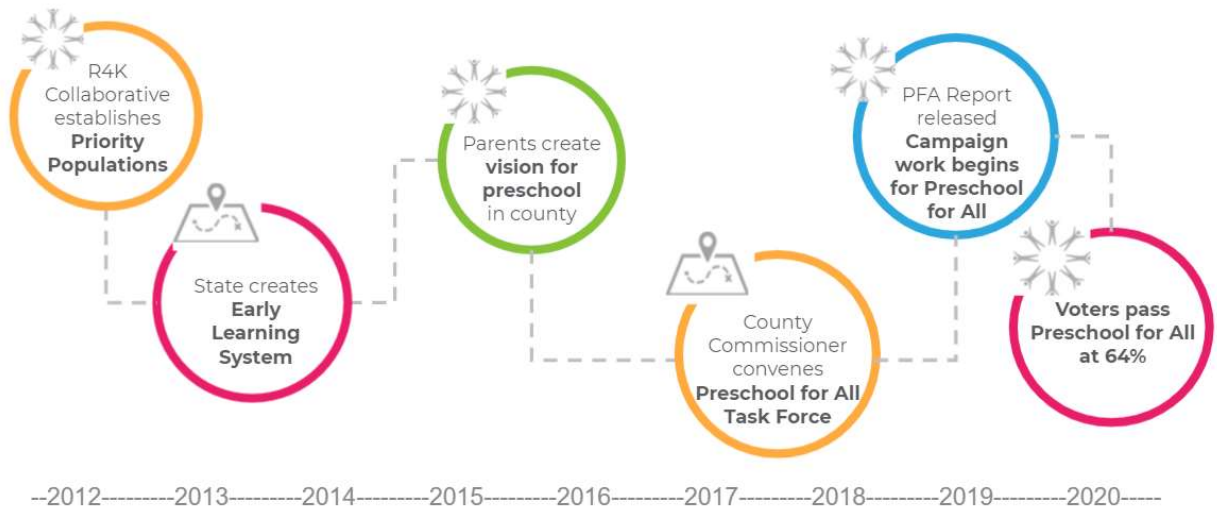 R4K
Collaborative
establishes
Priority
Populations
State creates
Early
Learning
System
Parents create
vision for
preschool
in county
County
Commissioner
convenes
Preschool for All
Task Force
PFA Report
released
Campaign
work begins
for Preschool
for All
Voters pass
Preschool for All
at 64%
--2012---------2013--------2014---------2015---------2016---------2017---------2018---------2019---------2020-----